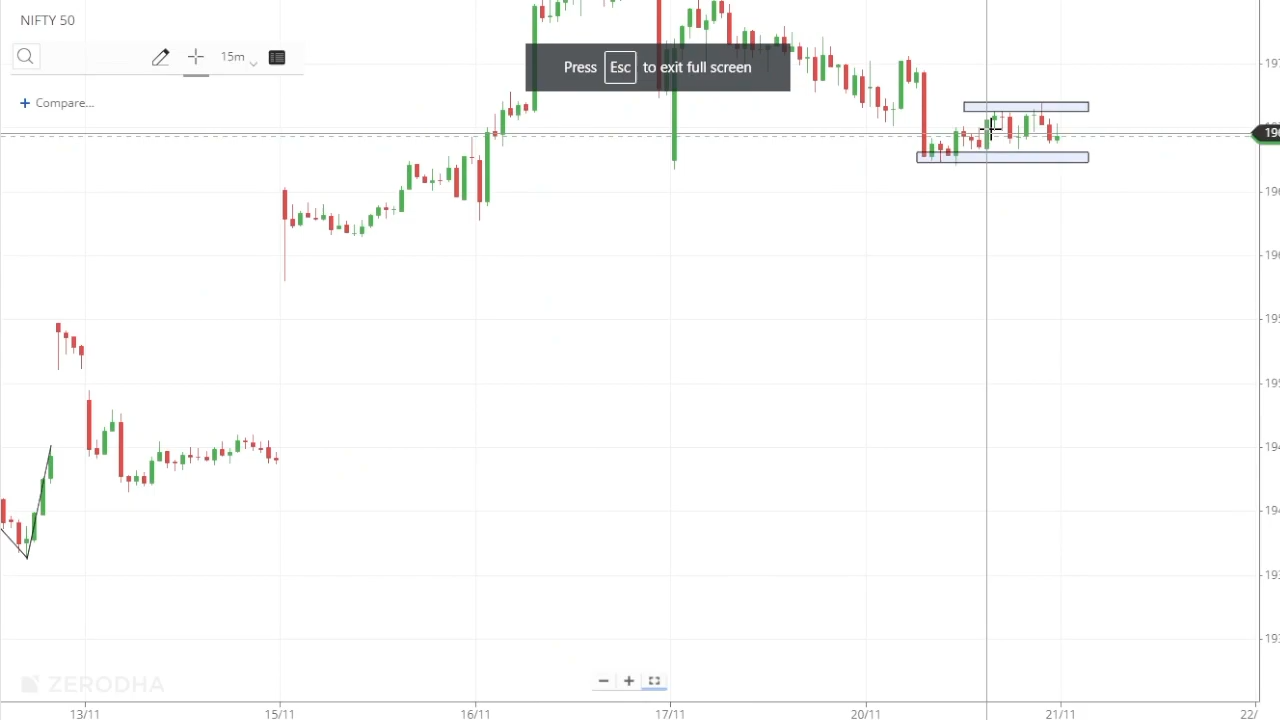 NIFTY 50
15m
Press Esc to exit full screen
+ Compare...
ZERODHA
13/11 15/11 16/11 17/11 20/11 21/11 22/